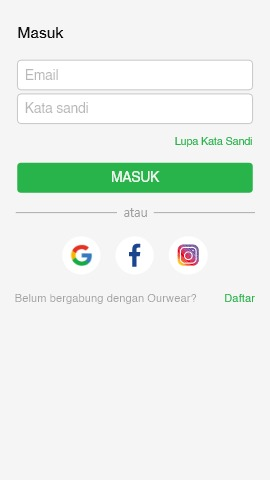 Masuk
Email
Kata sandi
Lupa Kata Sandi
MASUK
atau
Belum bergabung dengan Ourwear? Daftar